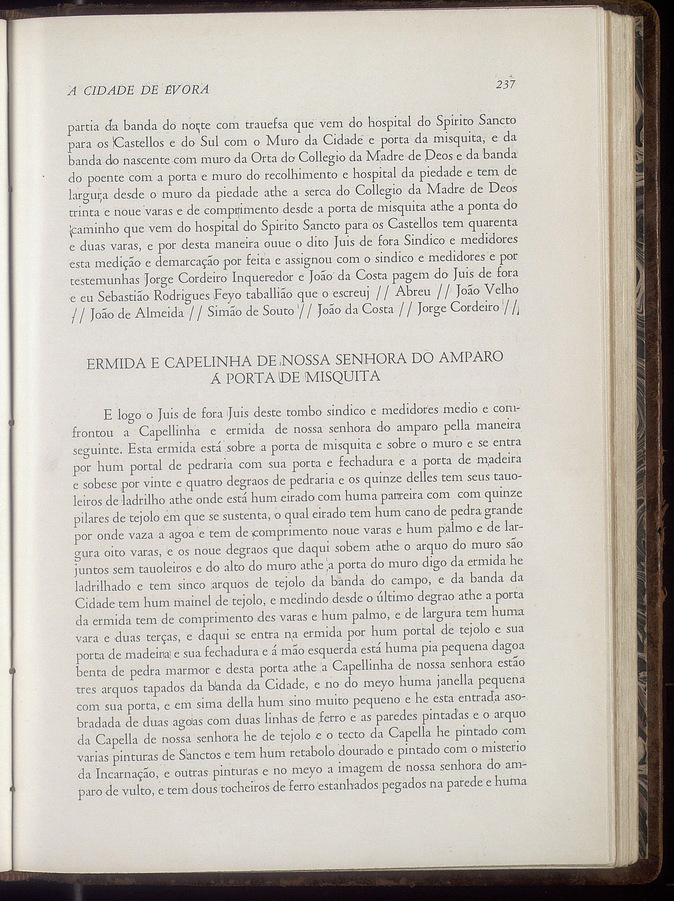 A CIDADE DE ÉVORA
237
partia da banda do norte com trauefsa que vem do hospital do Spirito Sancto
para os Castellos e do Sul com o Muro da Cidade e porta da misquita, e da
banda do nascente com muro da Orta do Collegio da Madre de Deos e da banda
do poente com a porta e muro do recolhimento e hospital da piedade e tem de
largura desde o muro da piedade athe a serca do Collegio da Madre de Deos
trinta e noue varas e de comprimento desde a porta de misquita athe a ponta do
caminho que vem do hospital do Spirito Sancto para os Castellos tem quarenta
e duas varas, e por desta maneira ouue o dito Juis de fora Sindico e medidores
esta medição e demarcação por feita e assignou com o sindico e medidores e por
testemunhas Jorge Cordeiro Inqueredor e João da Costa pagem do Juis de fora
e eu Sebastião Rodrigues Feyo taballião que o escreuj // Abreu // João Velho
// João de Almeida // Simão de Souto // João da Costa // Jorge Cordeiro //
ERMIDA E CAPELINHA DE NOSSA SENHORA DO AMPARO
Á PORTA DE MISQUITA
E logo o Juis de fora Juis deste tombo sindico e medidores medio e com-
frontou a Capellinha e ermida de nossa senhora do amparo pella maneira
seguinte. Esta ermida está sobre a porta de misquita e sobre o muro e se entra
por hum portal de pedraria com sua porta e fechadura e a porta de madeira
e sobese por vinte e quatro degraos de pedraria e os quinze delles tem seus tauo-
leiros de ladrilho athe onde está hum eirado com huma parreira com com quinze
pilares de tejolo em que se sustenta, o qual eirado tem hum cano de pedra grande
por onde vaza a agoa e tem de comprimento noue varas e hum palmo e de lar-
gura oito varas, e os noue degraos que daqui sobem athe o arquo do muro são
juntos sem tauoleiros e do alto do muro athe a porta do muro digo da ermida he
ladrilhado e tem sinco arquos de tejolo da banda do campo, e da banda da
Cidade tem hum mainel de tejolo, e medindo desde o último degrao athe a porta
da ermida tem de comprimento des varas e hum palmo, e de largura tem huma
vara e duas terças, e daqui se entra na ermida por hum portal de tejolo e sua
porta de madeira e sua fechadura e á mão esquerda está huma pia pequena dagoa
benta de pedra marmor e desta porta athe a Capellinha de nossa senhora estão
tres arquos tapados da banda da Cidade, e no do meyo huma janella pequena
com sua porta, e em sima della hum sino muito pequeno e he esta entrada aso-
bradada de duas agoas com duas linhas de ferro e as paredes pintadas e o arquo
da Capella de nossa senhora he de tejolo e o tecto da Capella he pintado com
varias pinturas de Sanctos e tem hum retabolo dourado e pintado com o misterio
da Incarnação, e outras pinturas e no meyo a imagem de nossa senhora do am-
paro de vulto, e tem dous tocheiros de ferro estanhados pegados na parede e huma